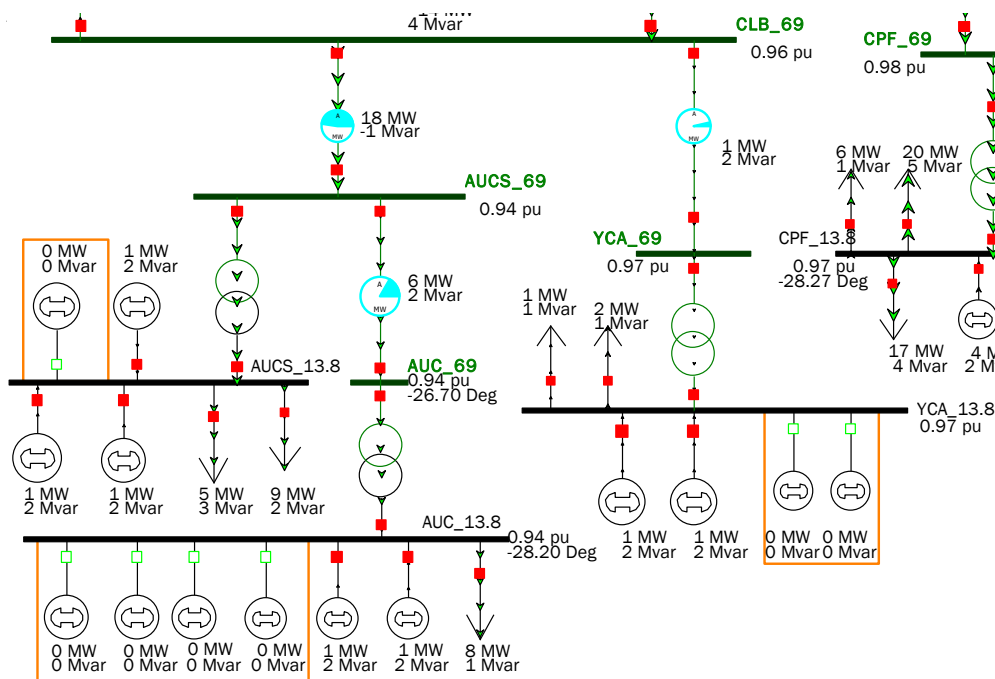 4 Mvar
CLB_69
0.96 pu
CPF_69
0.98 pu
A
MW
18 MW
-1 Mvar
A
MW
1 MW
2 Mvar
6 MW
1 Mvar
20 MW
5 Mvar
AUCS_69
0.94 pu
YCA_69
0.97 pu
CPF_13.8
0.97 pu
-28.27 Deg
0 MW
0 Mvar
1 MW
2 Mvar
A
MW
6 MW
2 Mvar
1 MW
1 Mvar
2 MW
1 Mvar
17 MW
4 Mvar
AUCS_13.8
AUC_69
0.94 pu
-26.70 Deg
YCA_13.8
0.97 pu
1 MW
2 Mvar
1 MW
2 Mvar
5 MW
3 Mvar
9 MW
2 Mvar
AUC_13.8
0.94 pu
-28.20 Deg
1 MW
2 Mvar
1 MW
2 Mvar
0 MW
0 Mvar
0 MW
0 Mvar
0 MW
0 Mvar
0 MW
0 Mvar
0 MW
0 Mvar
0 MW
0 Mvar
1 MW
2 Mvar
1 MW
2 Mvar
8 MW
1 Mvar